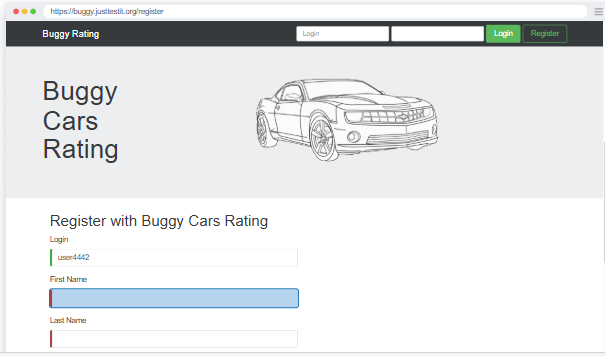 https://buggy.justtestit.org/register
Buggy Rating
Login
Login
Register
Buggy
Cars
Rating
Register with Buggy Cars Rating
Login
user4442
First Name
Last Name